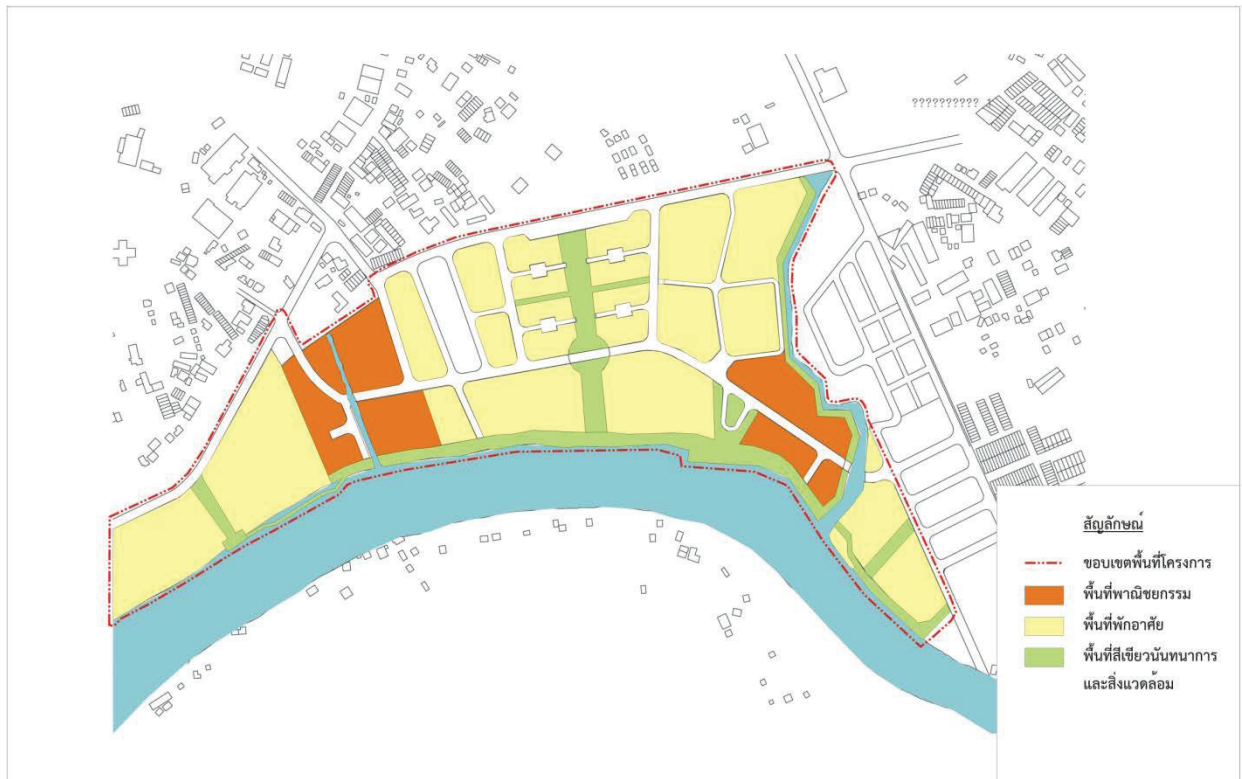 ??????????
สัญลักษณ์
ขอบเขตพื้นที่โครงการ
พื้นที่พาณิชยกรรม
พื้นที่พักอาศัย
พื้นที่สีเขียวนันทนาการ
และสิ่งแวดล้อม